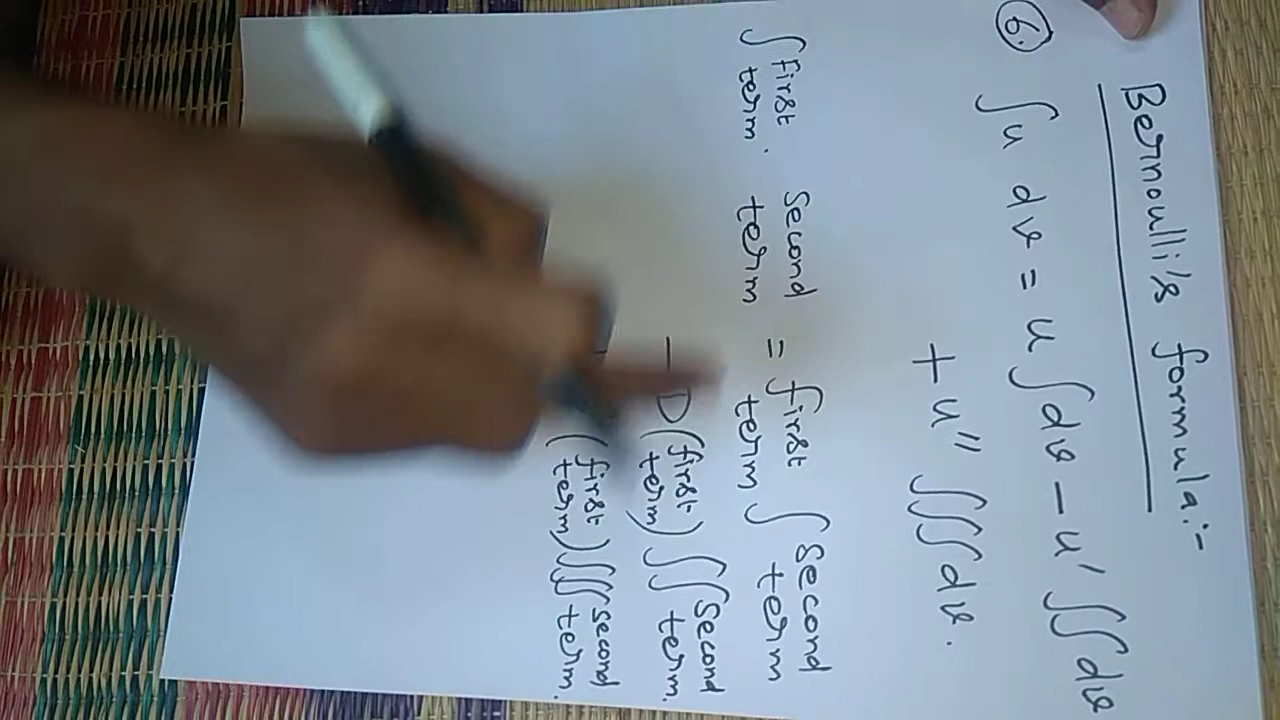 Bernoulli's formula:-
6. ∫u dv = u ∫dv - u' ∫∫dv
+ u'' ∫∫∫dv.
∫ first term. Second term = first term ∫ Second term
- D(first term) ∫∫ Second term.
(first term) ∫∫∫ second term.